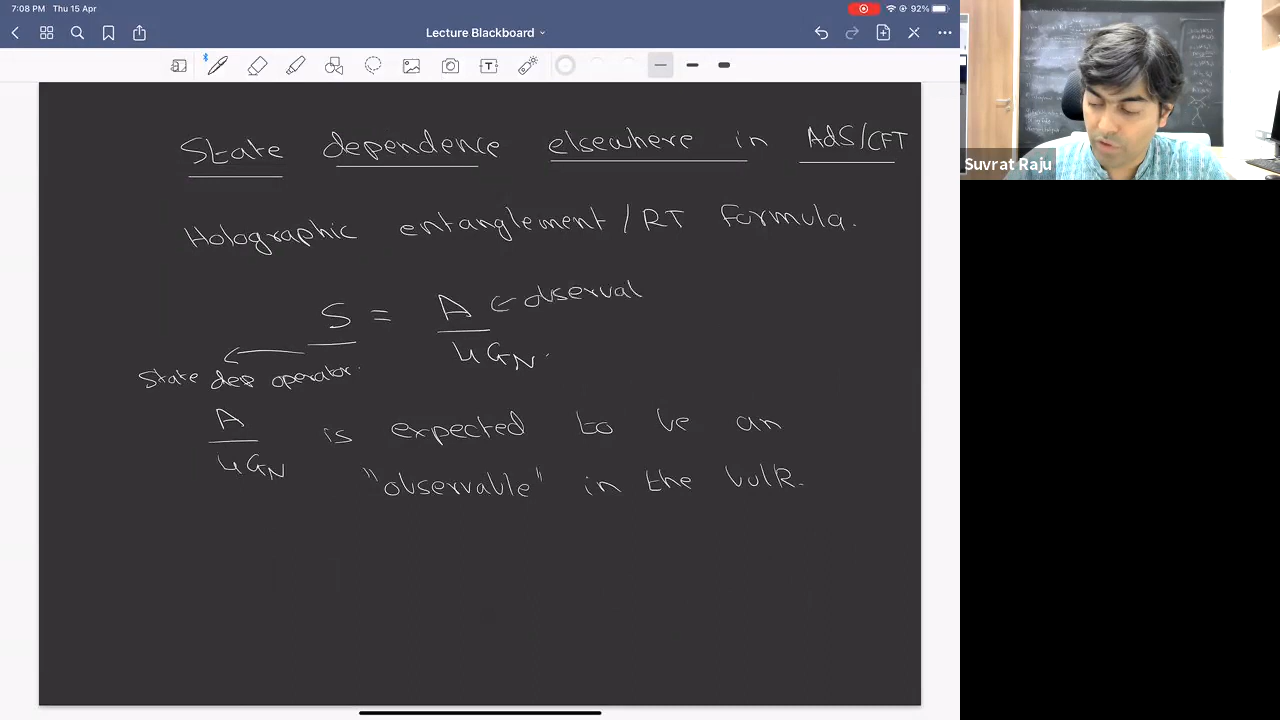 7:08 PM Thu 15 Apr
92%
Lecture Blackboard
State dependence elsewhere in AdS/CFT
Holographic entanglement / RT formula.
S = A ← observal
4GN.
State dep operator.
A
4GN is expected to be an
"observable" in the bulk.
Suvrat Raju